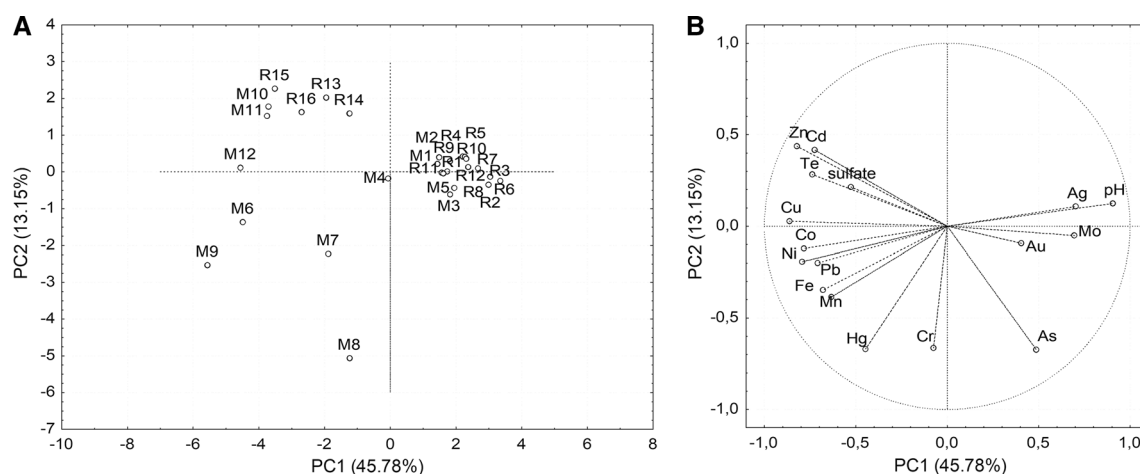 A
4
3
2
1
0
-1
-2
-3
-4
-5
-6
-7
PC2 (13.15%)
-10 -8 -6 -4 -2 0 2 4 6 8
PC1 (45.78%)
R15
R13
M10
M11
R16
R14
M12
M6
M9
M7
M8
M4
M2 R4 R5
M1 R9 R10
R11 R1 R7
R12 R3
M5 R8 R6
M3 R2
B
1,0
0,5
0,0
-0,5
-1,0
PC2 (13.15%)
-1,0 -0,5 0,0 0,5 1,0
PC1 (45.78%)
Zn Cd
Te
sulfate
Cu
Co
Ni
Pb
Fe
Mn
Hg
Cr
As
Ag pH
Mo
Au